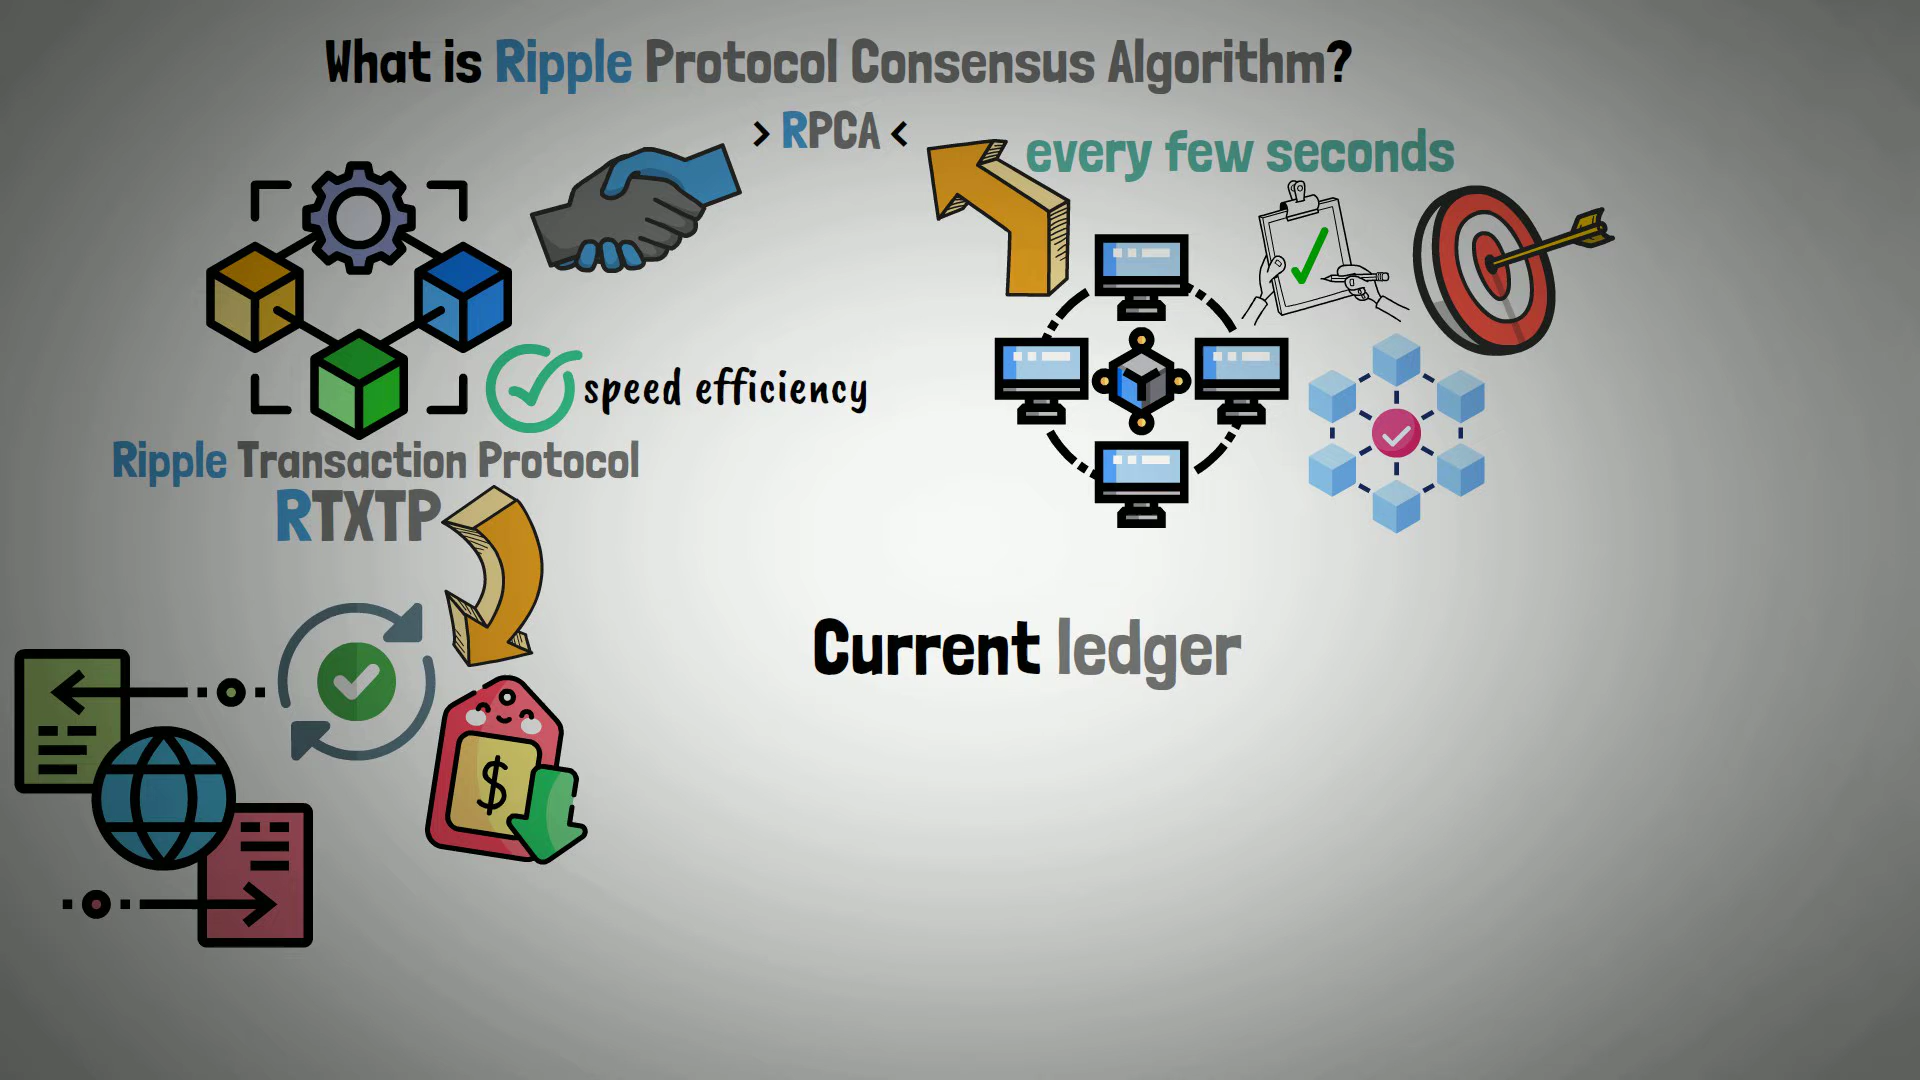 What is Ripple Protocol Consensus Algorithm?
> RPCA <
every few seconds
speed efficiency
Ripple Transaction Protocol
RTXTP
$
Current ledger